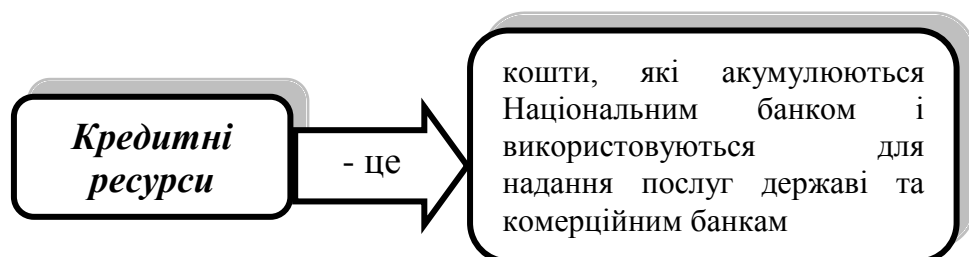 Кредитні
ресурси
- це
кошти, які акумулюються
Національним банком і
використовуються для
надання послуг державі та
комерційним банкам